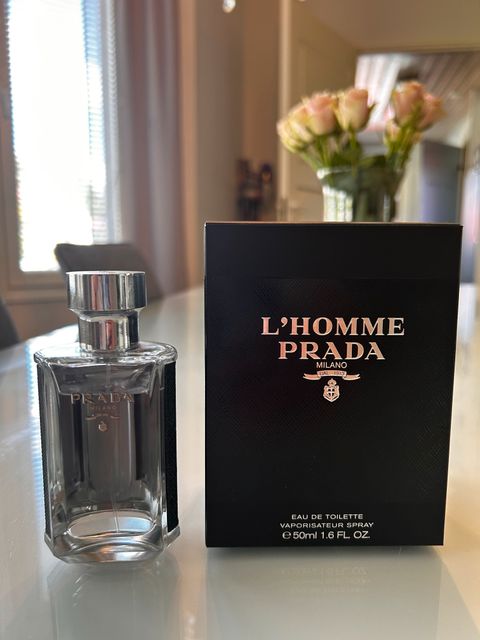 PRADA
MILANO
L'HOMME
PRADA
MILANO
EAU DE TOILETTE
VAPORISATEUR SPRAY
℮50ml 1.6 FL. OZ.